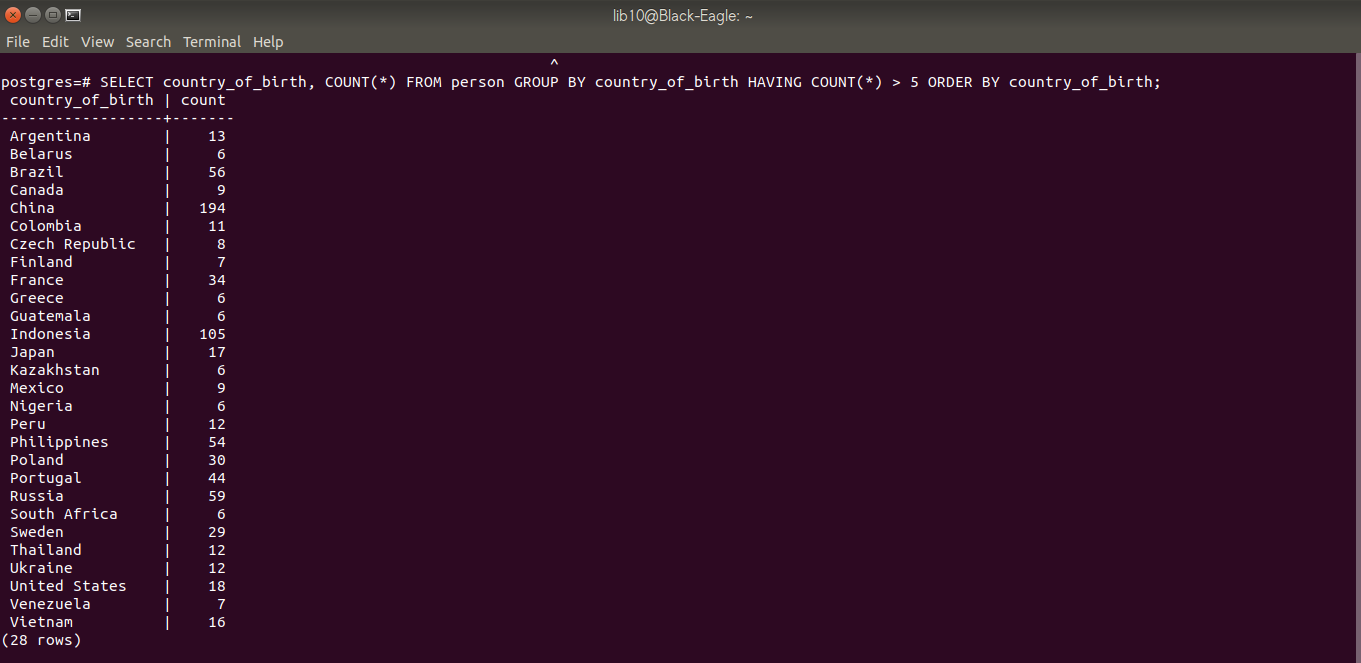 lib10@Black-Eagle: ~
File Edit View Search Terminal Help
^
postgres=# SELECT country_of_birth, COUNT(*) FROM person GROUP BY country_of_birth HAVING COUNT(*) > 5 ORDER BY country_of_birth;
 country_of_birth | count
------------------+-------
 Argentina        |    13
 Belarus          |     6
 Brazil           |    56
 Canada           |     9
 China            |   194
 Colombia         |    11
 Czech Republic   |     8
 Finland          |     7
 France           |    34
 Greece           |     6
 Guatemala        |     6
 Indonesia        |   105
 Japan            |    17
 Kazakhstan       |     6
 Mexico           |     9
 Nigeria          |     6
 Peru             |    12
 Philippines      |    54
 Poland           |    30
 Portugal         |    44
 Russia           |    59
 South Africa     |     6
 Sweden           |    29
 Thailand         |    12
 Ukraine          |    12
 United States    |    18
 Venezuela        |     7
 Vietnam          |    16
(28 rows)